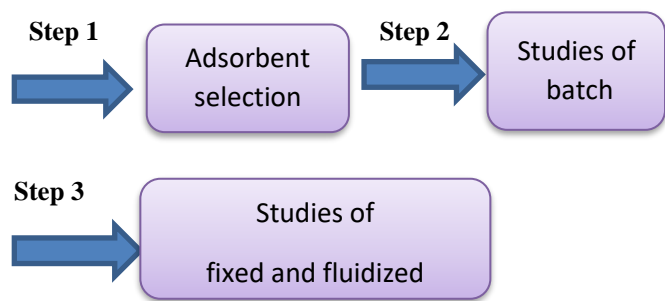 Step 1
Adsorbent
selection
Step 2
Studies of
batch
Step 3
Studies of
fixed and fluidized